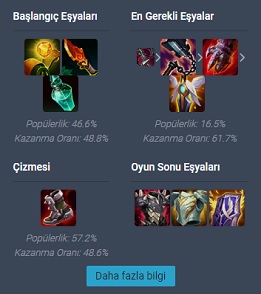 Başlangıç Eşyaları
En Gerekli Eşyalar
Popülerlik: 46.6%
Kazanma Oranı: 48.8%
Popülerlik: 16.5%
Kazanma Oranı: 61.7%
Çizmesi
Oyun Sonu Eşyaları
Popülerlik: 57.2%
Kazanma Oranı: 48.6%
Daha fazla bilgi